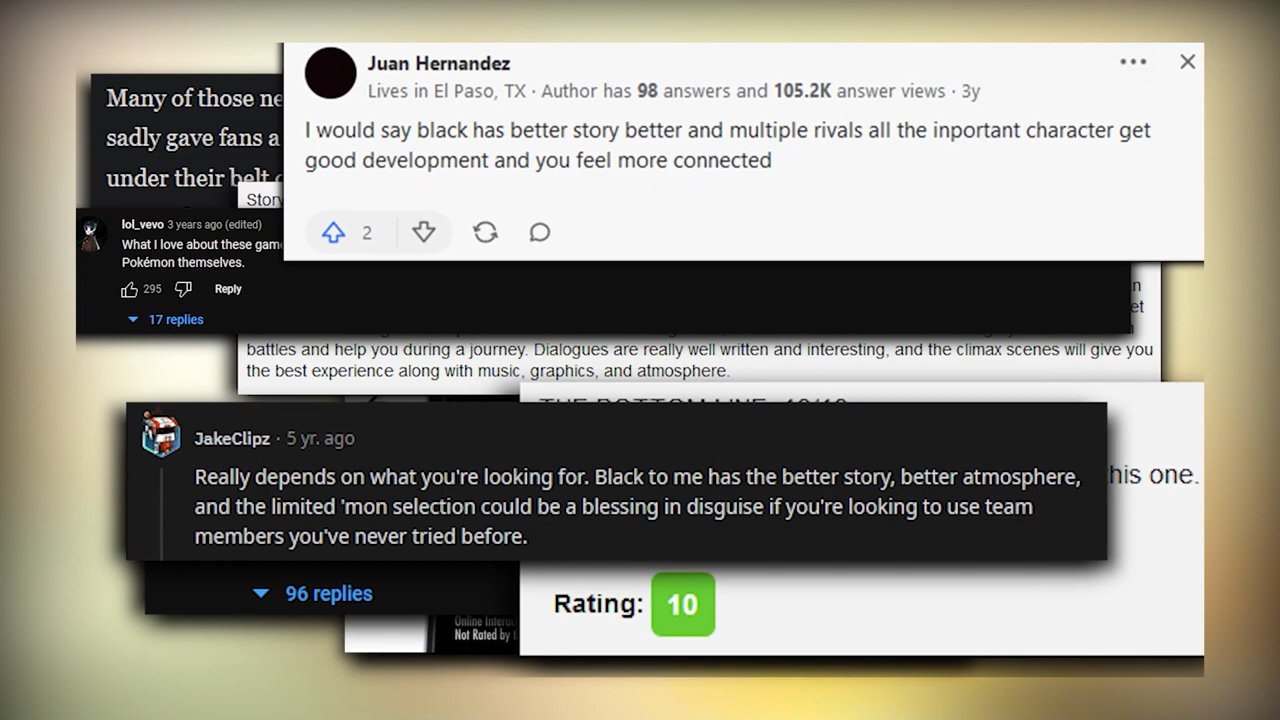 Juan Hernandez
Lives in El Paso, TX · Author has 98 answers and 105.2K answer views · 3y
I would say black has better story better and multiple rivals all the inportant character get
good development and you feel more connected
2
Many of those
sadly gave fans a
under their belt
lol_vevo 3 years ago (edited)
What I love about these
Pokémon themselves.
295 Reply
17 replies
battles and help you during a journey. Dialogues are really well written and interesting, and the climax scenes will give you
the best experience along with music, graphics, and atmosphere.
JakeClipz · 5 yr. ago
Really depends on what you're looking for. Black to me has the better story, better atmosphere,
and the limited 'mon selection could be a blessing in disguise if you're looking to use team
members you've never tried before.
this one.
96 replies
Rating: 10
Online
Not Rated by